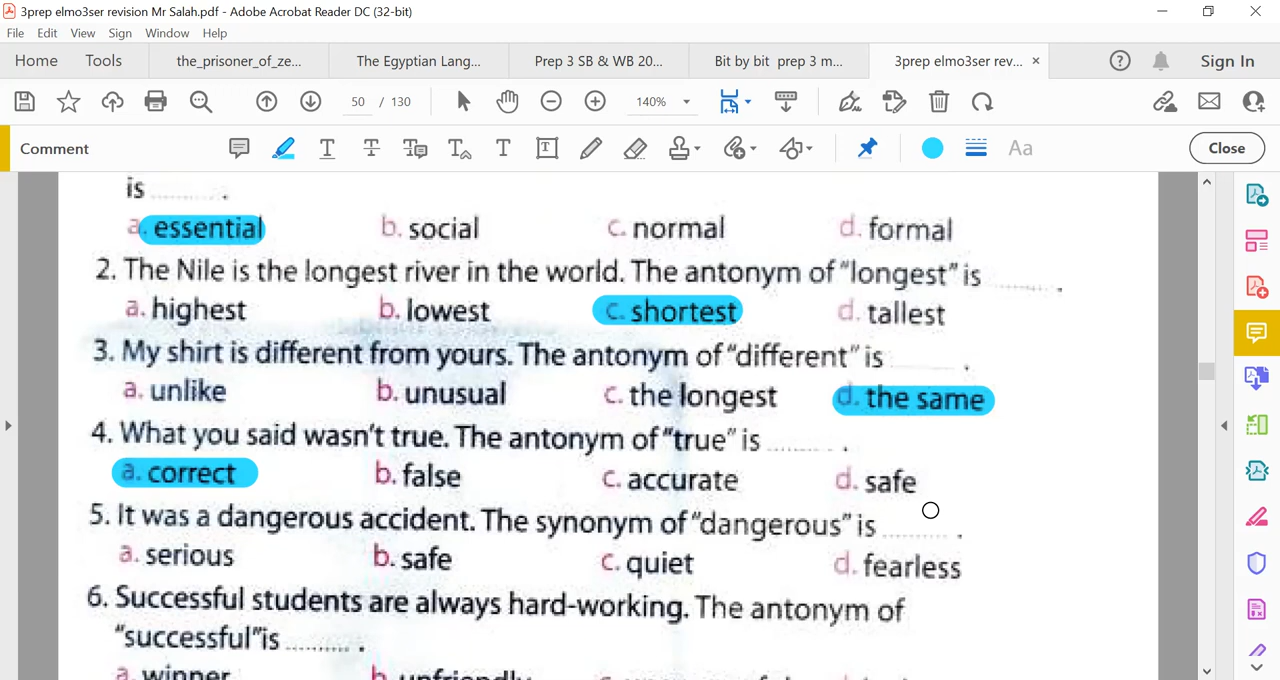 3prep elmo3ser revision Mr Salah.pdf - Adobe Acrobat Reader DC (32-bit)
File Edit View Sign Window Help
Home Tools the_prisoner_of_ze... The Egyptian Lang... Prep 3 SB & WB 20... Bit by bit prep 3 m... 3prep elmo3ser rev... Sign In
50 / 130 140%
Comment Aa Close
is .......... .
a. essential b. social c. normal d. formal
2. The Nile is the longest river in the world. The antonym of "longest" is .......... .
a. highest b. lowest c. shortest d. tallest
3. My shirt is different from yours. The antonym of "different" is .......... .
a. unlike b. unusual c. the longest d. the same
4. What you said wasn't true. The antonym of "true" is .......... .
a. correct b. false c. accurate d. safe
5. It was a dangerous accident. The synonym of "dangerous" is .......... .
a. serious b. safe c. quiet d. fearless
6. Successful students are always hard-working. The antonym of
"successful"is .......... .
a. winner b. unfriendly